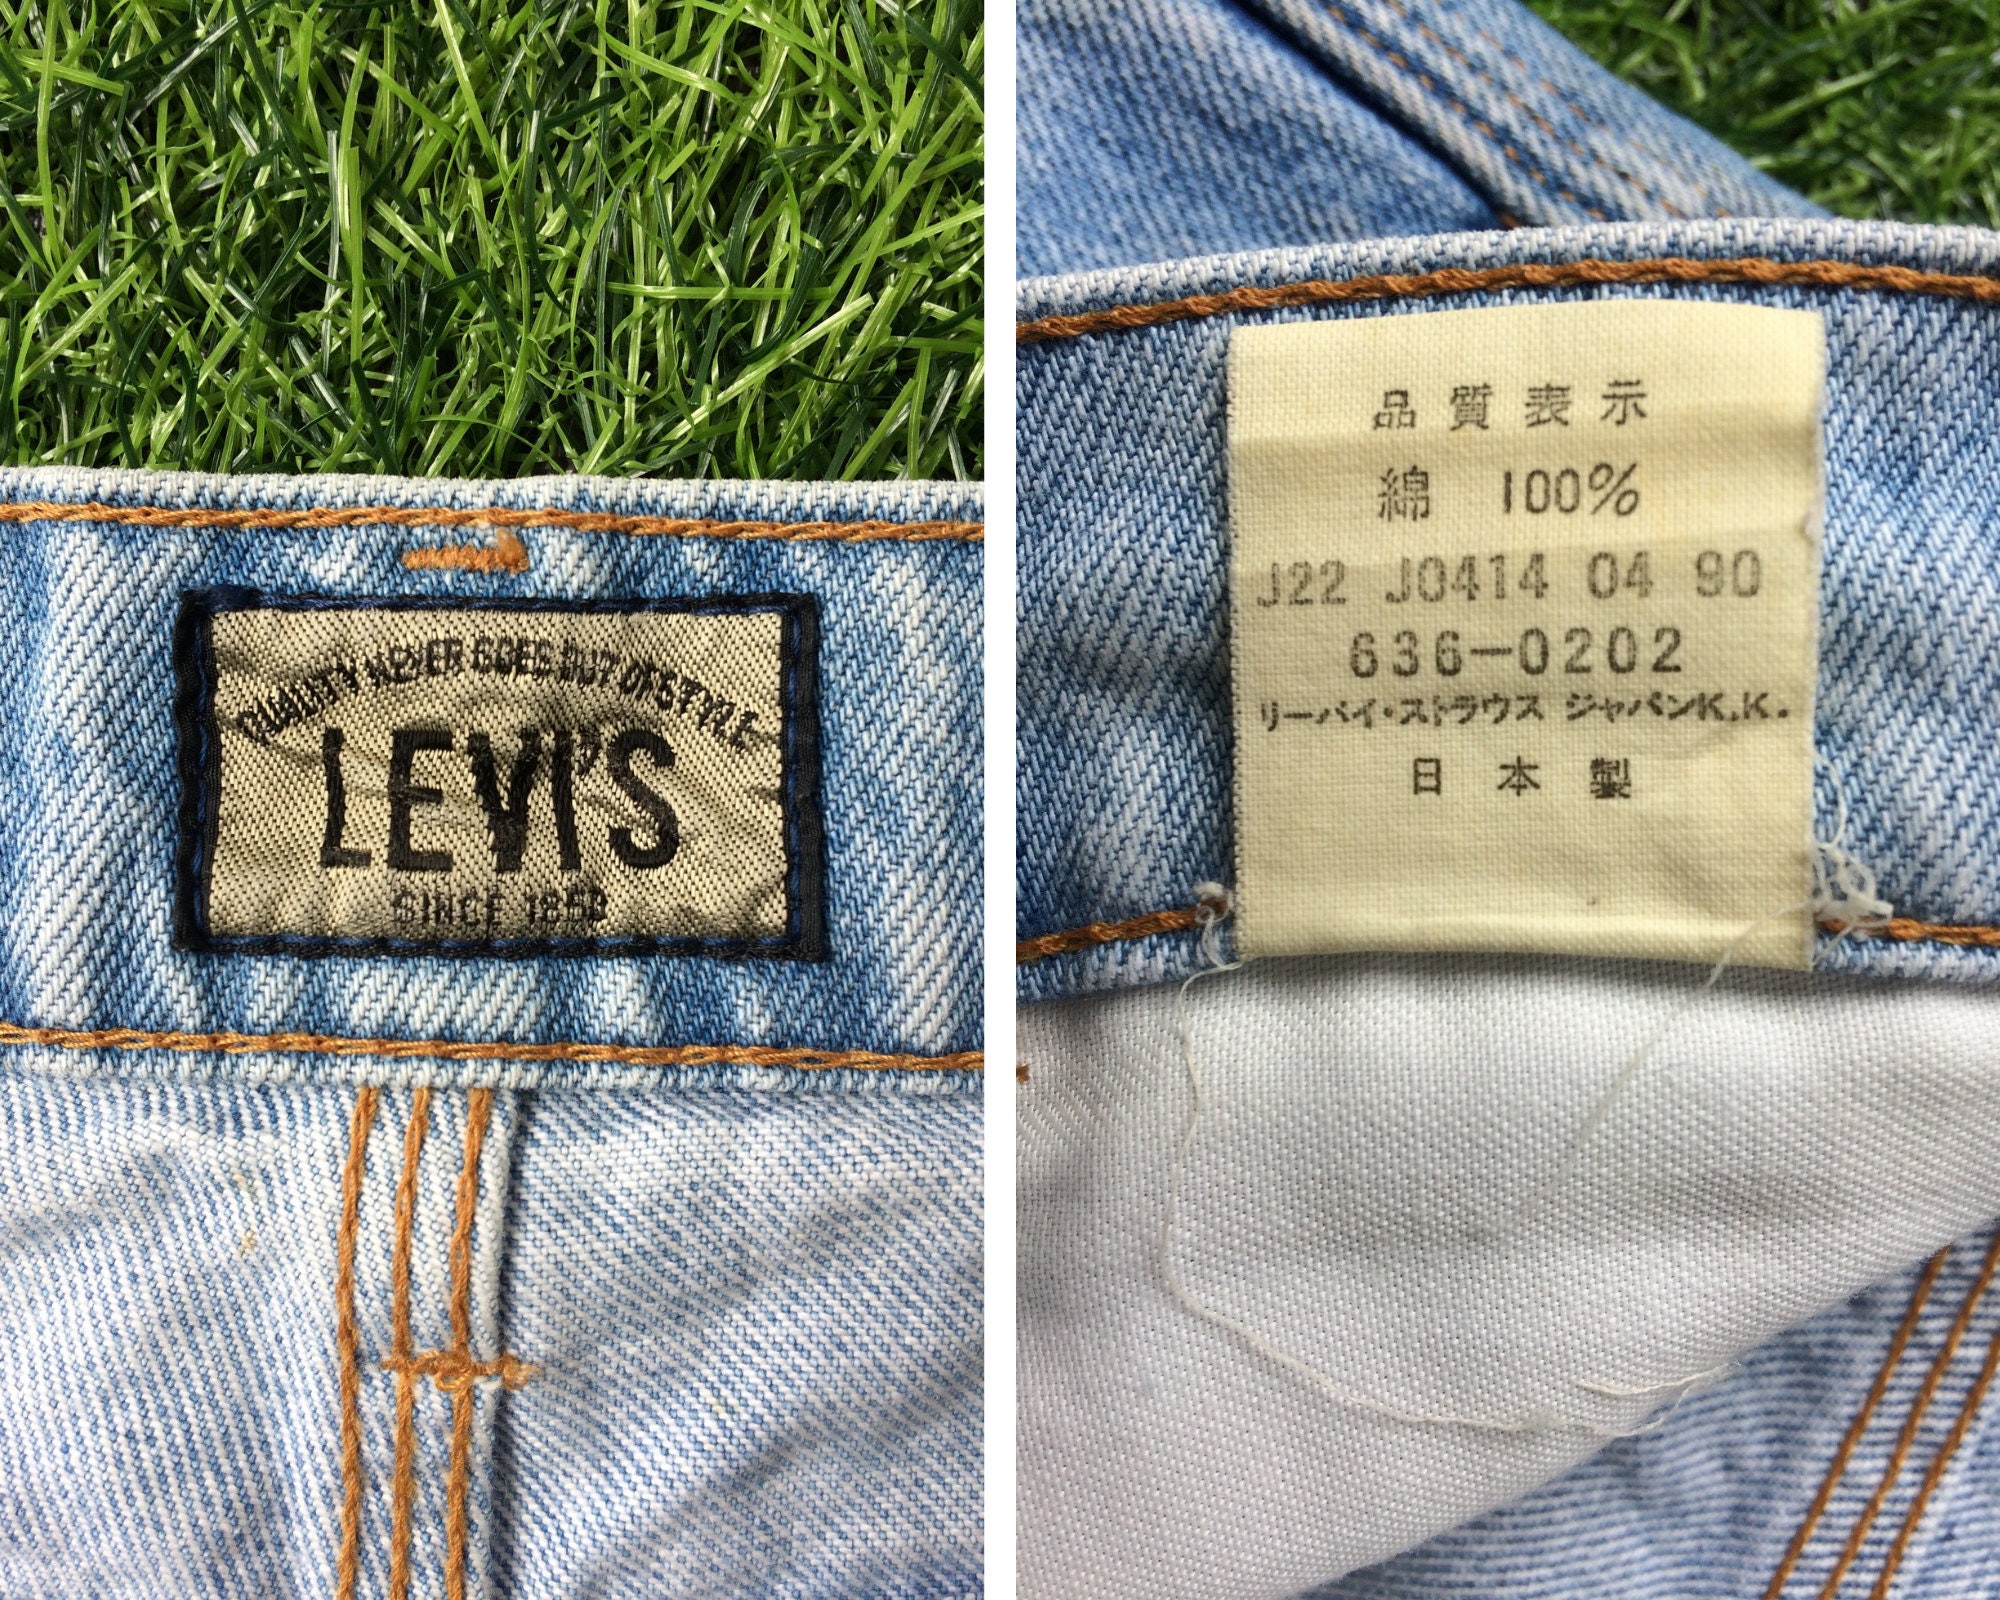 QUALITY NEVER GOES OUT OF STYLE
LEVI'S
SINCE 1853
品質表示
綿 100%
J22 J0414 04 90
636-0202
リーバイ・ストラウス ジャパンK.K.
日本製